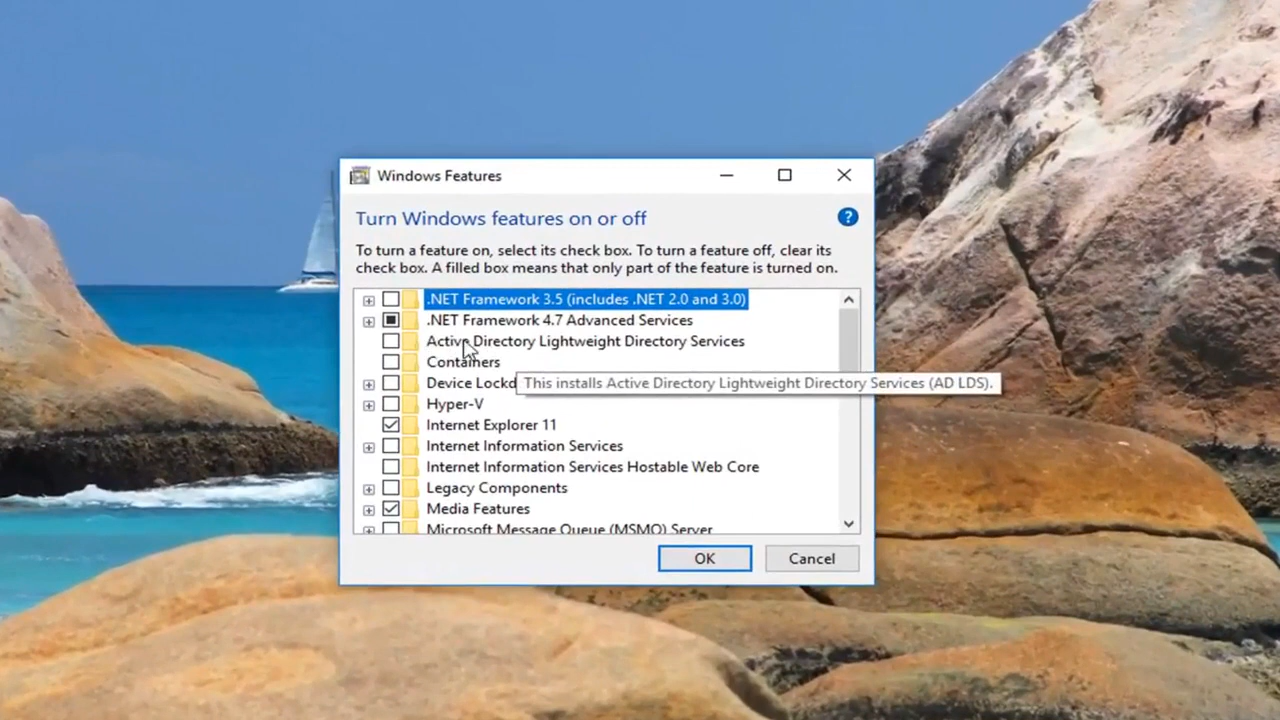 Windows Features
Turn Windows features on or off
?
To turn a feature on, select its check box. To turn a feature off, clear its
check box. A filled box means that only part of the feature is turned on.
.NET Framework 3.5 (includes .NET 2.0 and 3.0)
.NET Framework 4.7 Advanced Services
Active Directory Lightweight Directory Services
Containers
Device Lockd
This installs Active Directory Lightweight Directory Services (AD LDS).
Hyper-V
Internet Explorer 11
Internet Information Services
Internet Information Services Hostable Web Core
Legacy Components
Media Features
Microsoft Message Queue (MSMQ) Server
OK
Cancel